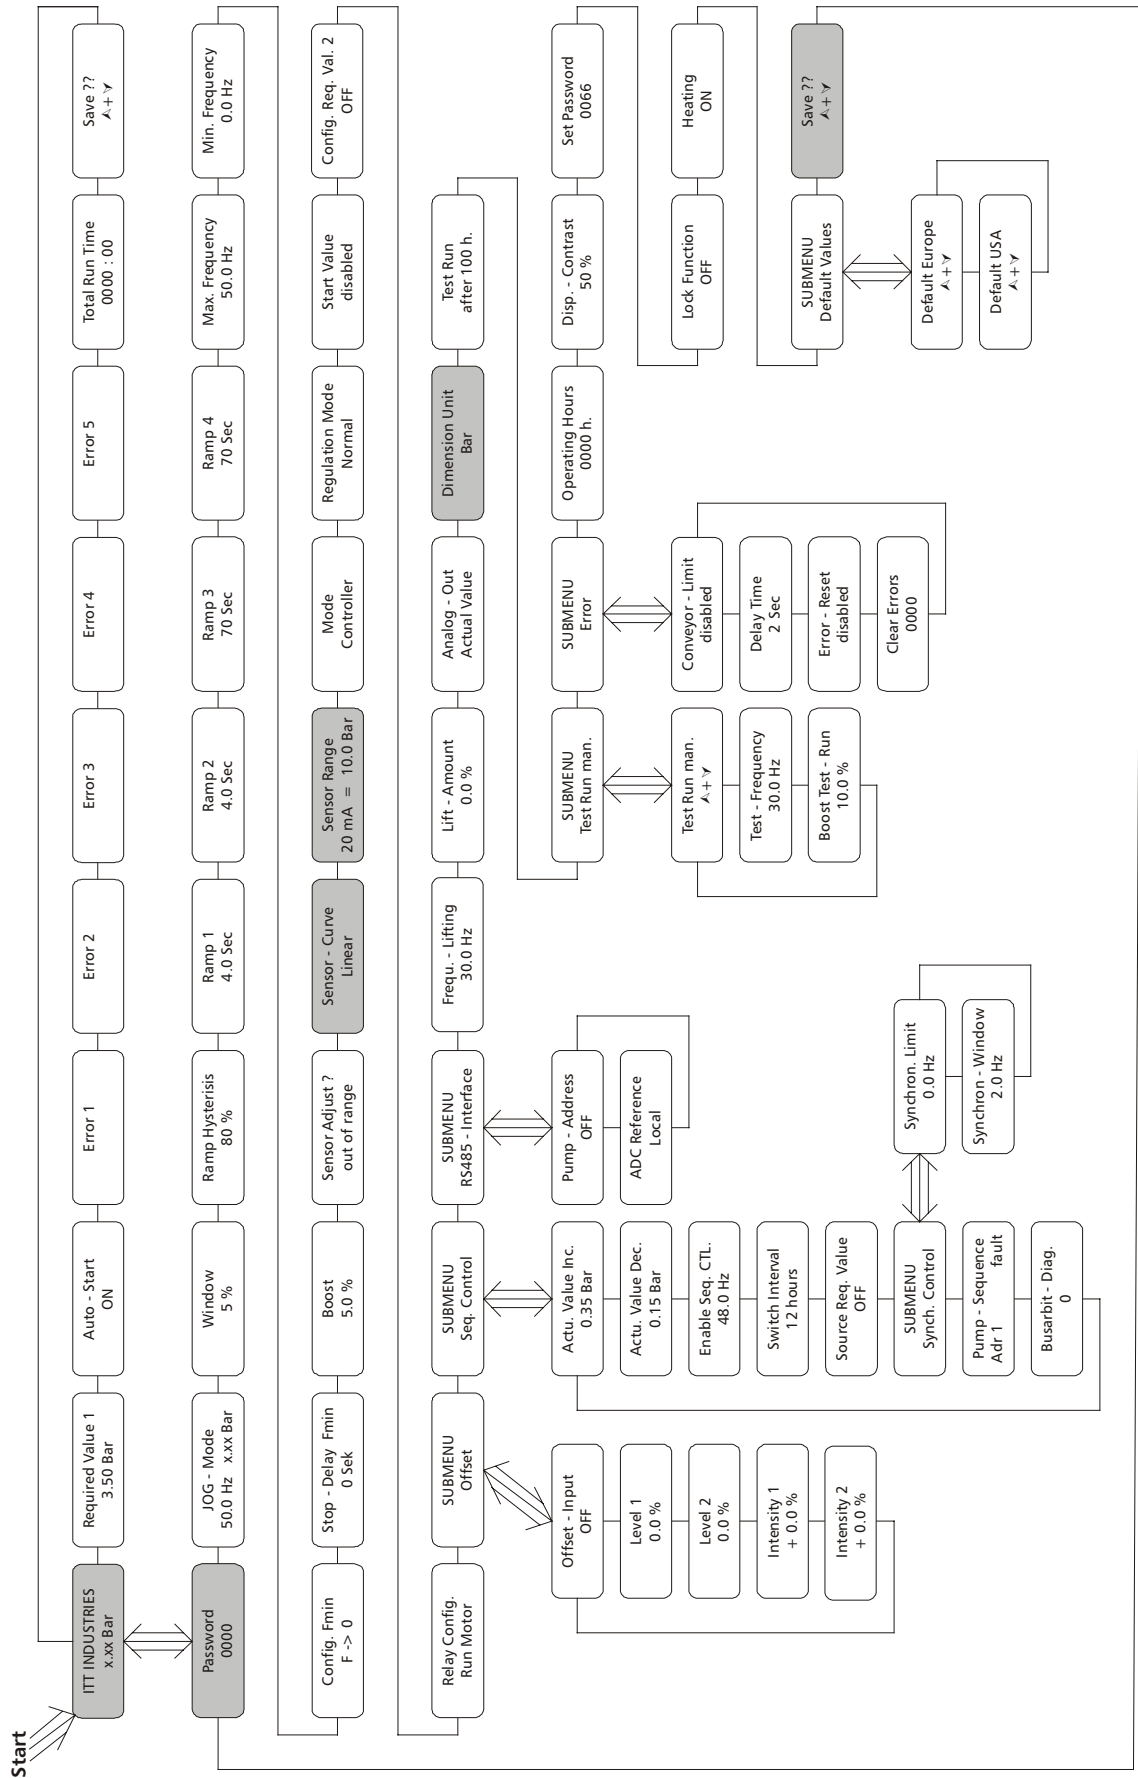 Start
ITT INDUSTRIES
x.xx Bar
Required Value 1
3.50 Bar
Auto - Start
ON
Error 1
Error 2
Error 3
Error 4
Error 5
Total Run Time
0000 : 00
Save ??
⮝+⮟
Password
0000
JOG - Mode
50.0 Hz x.xx Bar
Window
5 %
Ramp Hysterisis
80 %
Ramp 1
4.0 Sec
Ramp 2
4.0 Sec
Ramp 3
70 Sec
Ramp 4
70 Sec
Max. Frequency
50.0 Hz
Min. Frequency
0.0 Hz
Config. Fmin
F -> 0
Stop - Delay Fmin
0 Sek
Boost
5.0 %
Sensor Adjust ?
out of range
Sensor - Curve
Linear
Sensor Range
20 mA = 10.0 Bar
Mode
Controller
Regulation Mode
Normal
Start Value
disabled
Config. Req. Val. 2
OFF
Relay Config.
Run Motor
SUBMENU
Offset
SUBMENU
Seq. Control
SUBMENU
RS485 - Interface
Frequ. - Lifting
30.0 Hz
Lift - Amount
0.0 %
Analog - Out
Actual Value
Dimension Unit
Bar
Test Run
after 100 h.
Offset - Input
OFF
Level 1
0.0 %
Level 2
0.0 %
Intensity 1
+ 0.0 %
Intensity 2
+ 0.0 %
Actu. Value Inc.
0.35 Bar
Actu. Value Dec.
0.15 Bar
Enable Seq. CTL.
48.0 Hz
Switch Interval
12 hours
Source Req. Value
OFF
SUBMENU
Synch. Control
Pump - Sequence
Adr 1 fault
Busarbit - Diag.
0
Synchron. Limit
0.0 Hz
Synchron - Window
2.0 Hz
Pump - Address
OFF
ADC Reference
Local
SUBMENU
Test Run man.
SUBMENU
Error
Operating Hours
0000 h.
Disp. - Contrast
50 %
Set Password
0066
Test Run man.
⮝+⮟
Test - Frequency
30.0 Hz
Boost Test - Run
10.0 %
Conveyor - Limit
disabled
Delay Time
2 Sec
Error - Reset
disabled
Clear Errors
0000
Lock Function
OFF
Heating
ON
SUBMENU
Default Values
Save ??
⮝+⮟
Default Europe
⮝+⮟
Default USA
⮝+⮟